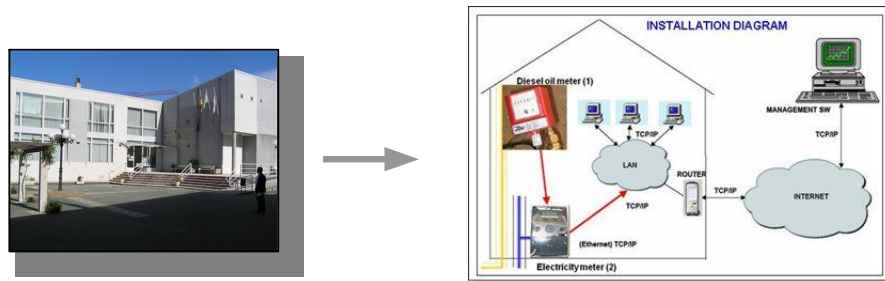 INSTALLATION DIAGRAM
Diesel oil meter (1)
MANAGEMENT SW
TCP/IP
TCP/IP
LAN
ROUTER
TCP/IP
INTERNET
TCP/IP
(Ethernet) TCP/IP
Electricity meter (2)